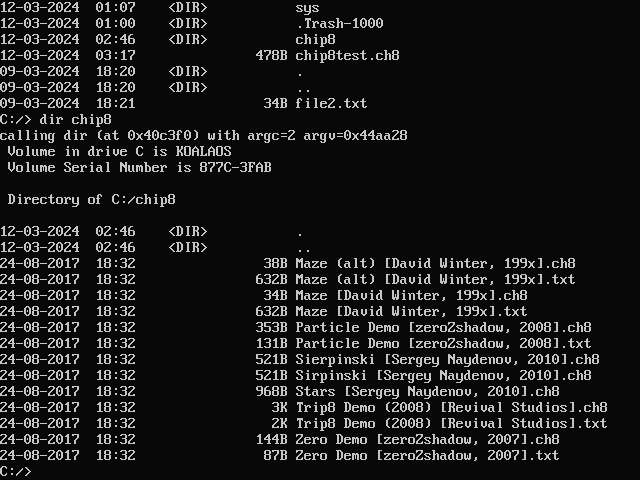 12-03-2024  01:07    <DIR>           sys
12-03-2024  01:00    <DIR>           .Trash-1000
12-03-2024  02:46    <DIR>           chip8
12-03-2024  03:17               478B chip8test.ch8
09-03-2024  18:20    <DIR>           .
09-03-2024  18:20    <DIR>           ..
09-03-2024  18:21                34B file2.txt
C:/> dir chip8
calling dir (at 0x40c3f0) with argc=2 argv=0x44aa28
 Volume in drive C is KOALAOS
 Volume Serial Number is 877C-3FAB

 Directory of C:/chip8

12-03-2024  02:46    <DIR>           .
12-03-2024  02:46    <DIR>           ..
24-08-2017  18:32                38B Maze (alt) [David Winter, 199x].ch8
24-08-2017  18:32               632B Maze (alt) [David Winter, 199x].txt
24-08-2017  18:32                34B Maze [David Winter, 199x].ch8
24-08-2017  18:32               632B Maze [David Winter, 199x].txt
24-08-2017  18:32               353B Particle Demo [zeroZshadow, 2008].ch8
24-08-2017  18:32               131B Particle Demo [zeroZshadow, 2008].txt
24-08-2017  18:32               521B Sierpinski [Sergey Naydenov, 2010].ch8
24-08-2017  18:32               521B Sirpinski [Sergey Naydenov, 2010].ch8
24-08-2017  18:32               968B Stars [Sergey Naydenov, 2010].ch8
24-08-2017  18:32                 3K Trip8 Demo (2008) [Revival Studios].ch8
24-08-2017  18:32                 2K Trip8 Demo (2008) [Revival Studios].txt
24-08-2017  18:32               144B Zero Demo [zeroZshadow, 2007].ch8
24-08-2017  18:32                87B Zero Demo [zeroZshadow, 2007].txt
C:/>